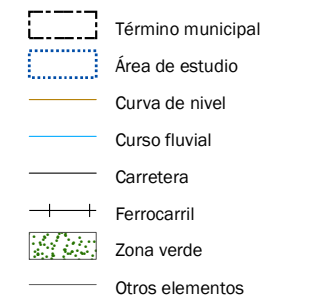 Término municipal
Área de estudio
Curva de nivel
Curso fluvial
Carretera
Ferrocarril
Zona verde
Otros elementos